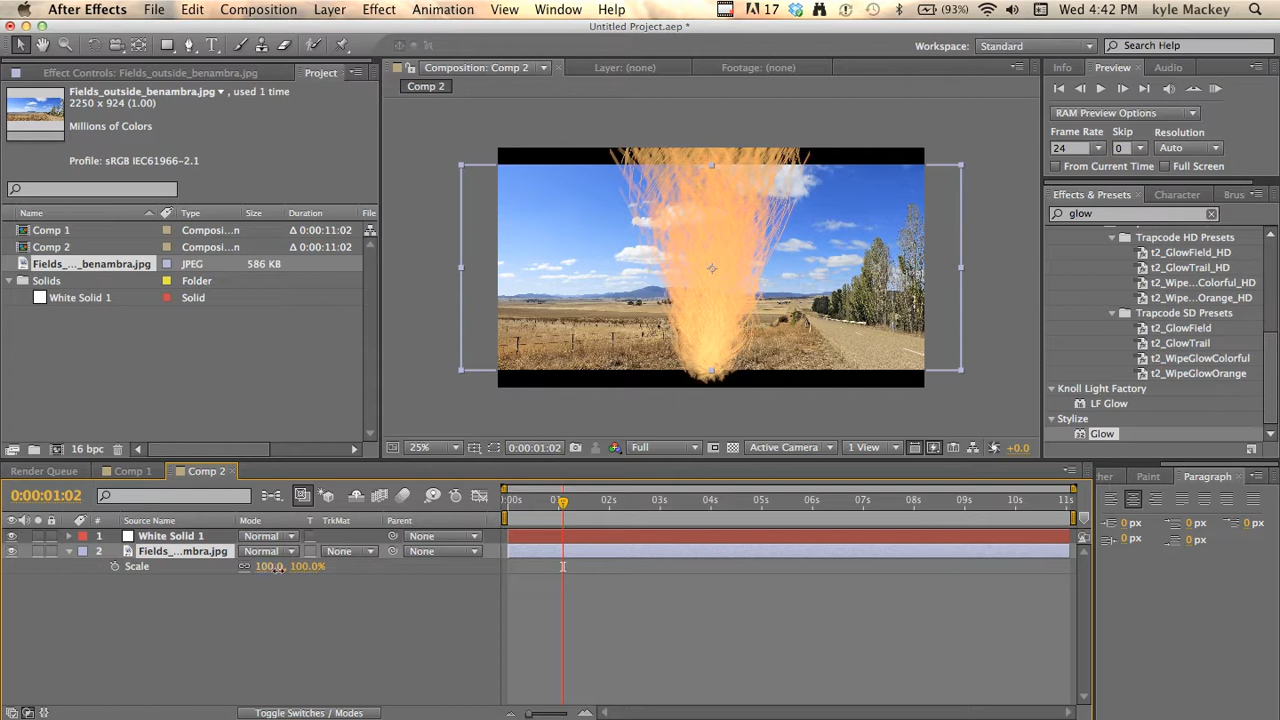 After Effects File Edit Composition Layer Effect Animation View Window Help 17 (93%) Wed 4:42 PM kyle Mackey
Untitled Project.aep *
Workspace: Standard Search Help
Effect Controls: Fields_outside_benambra.jpg Project
Composition: Comp 2 Layer: (none) Footage: (none)
Info Preview Audio
Comp 2
Fields_outside_benambra.jpg ▾ , used 1 time
2250 x 924 (1.00)
Millions of Colors
Profile: sRGB IEC61966-2.1
RAM Preview Options
Frame Rate Skip Resolution
24 0 Auto
From Current Time Full Screen
Effects & Presets Character Brus
glow
Name Type Size Duration File
Comp 1 Composi...n Δ 0:00:11:02
Comp 2 Composi...n Δ 0:00:11:02
Fields_..._benambra.jpg JPEG 586 KB
Solids Folder
White Solid 1 Solid
Trapcode HD Presets
t2_GlowField_HD
t2_GlowTrail_HD
t2_Wipe...Colorful_HD
t2_Wipe...Orange_HD
Trapcode SD Presets
t2_GlowField
t2_GlowTrail
t2_WipeGlowColorful
t2_WipeGlowOrange
Knoll Light Factory
LF Glow
Stylize
Glow
16 bpc
25% 0:00:01:02 Full Active Camera 1 View +0.0
Render Queue Comp 1 Comp 2
cher Paint Paragraph
0:00:01:02
:00s 01 02s 03s 04s 05s 06s 07s 08s 09s 10s 11s
# Source Name Mode T TrkMat Parent
1 White Solid 1 Normal None
2 Fields_...mbra.jpg Normal None None
Scale 100.0, 100.0%
0 px 0 px 0 px
0 px 0 px
Toggle Switches / Modes